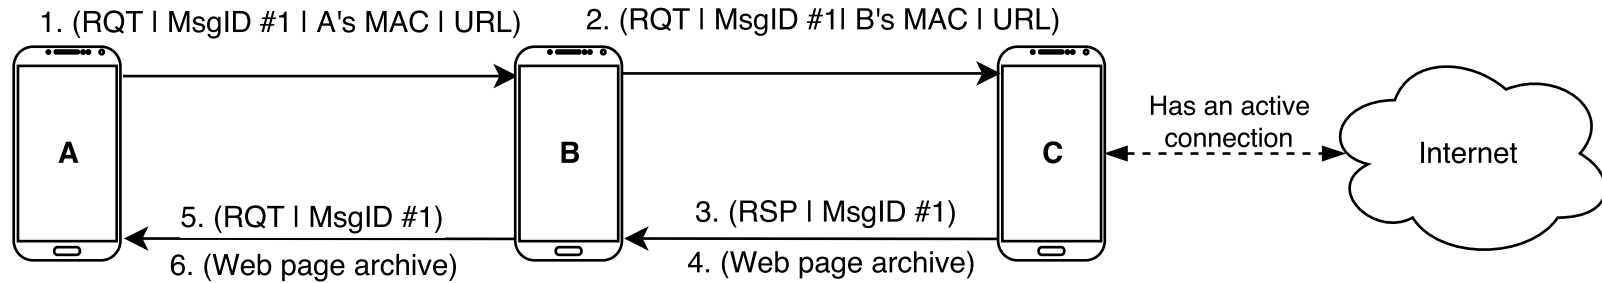 1. (RQT | MsgID #1 | A's MAC | URL)
2. (RQT | MsgID #1| B's MAC | URL)
A
B
C
Has an active
connection
Internet
5. (RQT | MsgID #1)
3. (RSP | MsgID #1)
6. (Web page archive)
4. (Web page archive)